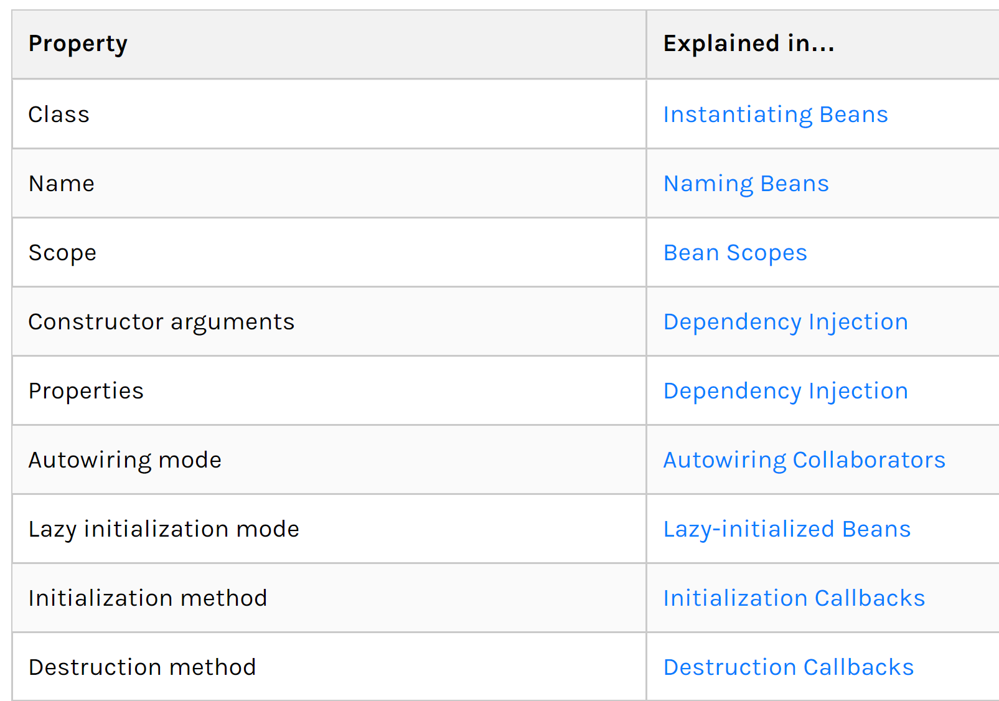 Property Explained in...
Class Instantiating Beans
Name Naming Beans
Scope Bean Scopes
Constructor arguments Dependency Injection
Properties Dependency Injection
Autowiring mode Autowiring Collaborators
Lazy initialization mode Lazy-initialized Beans
Initialization method Initialization Callbacks
Destruction method Destruction Callbacks